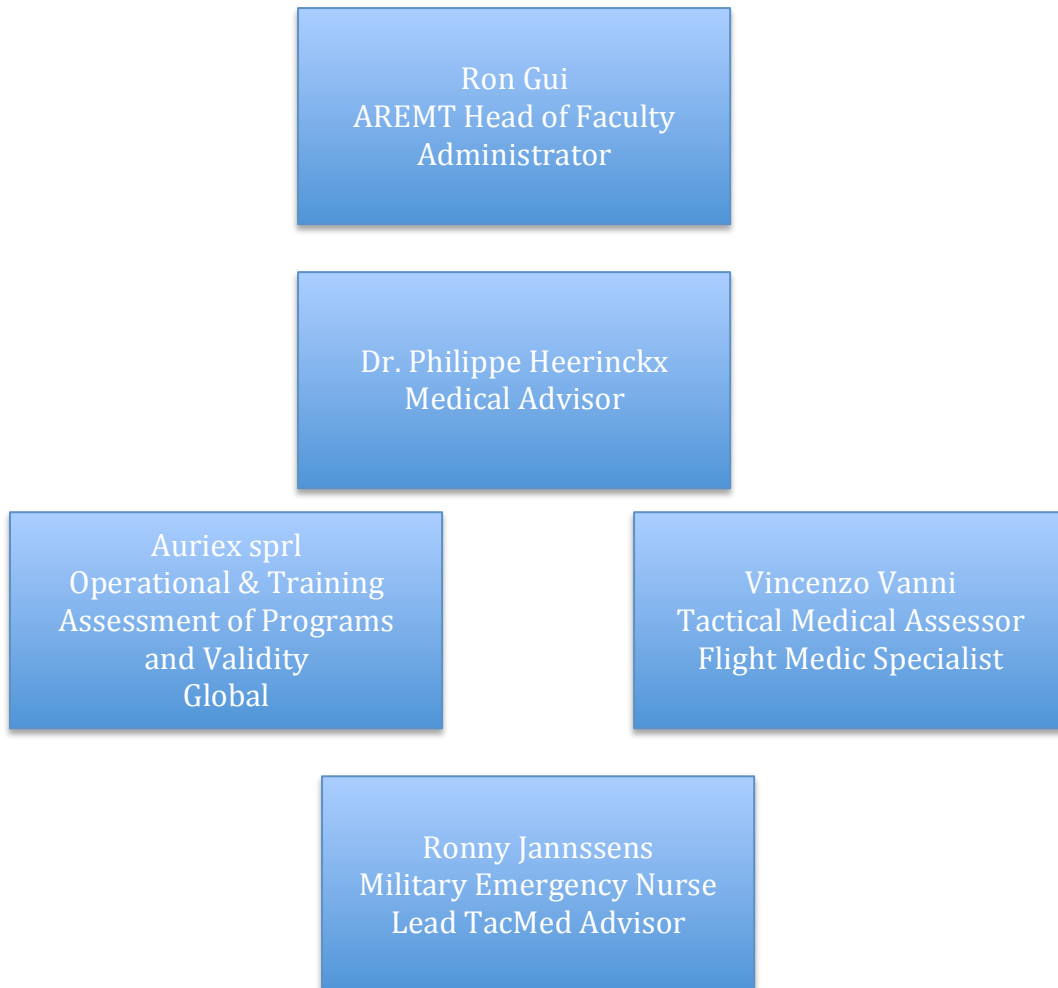 Ron Gui
AREMT Head of Faculty
Administrator
Dr. Philippe Heerinckx
Medical Advisor
Auriex sprl
Operational & Training
Assessment of Programs
and Validity
Global
Vincenzo Vanni
Tactical Medical Assessor
Flight Medic Specialist
Ronny Jannssens
Military Emergency Nurse
Lead TacMed Advisor